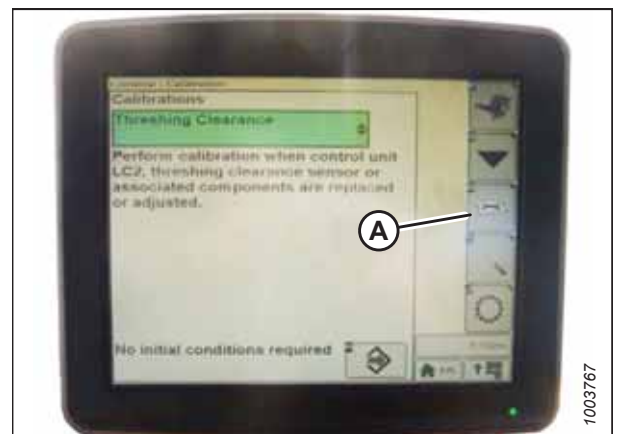 Calibrations
Threshing Clearance
Perform calibration when control unit
LC2, threshing clearance sensor or
associated components are replaced
or adjusted.
A
No initial conditions required
1003767